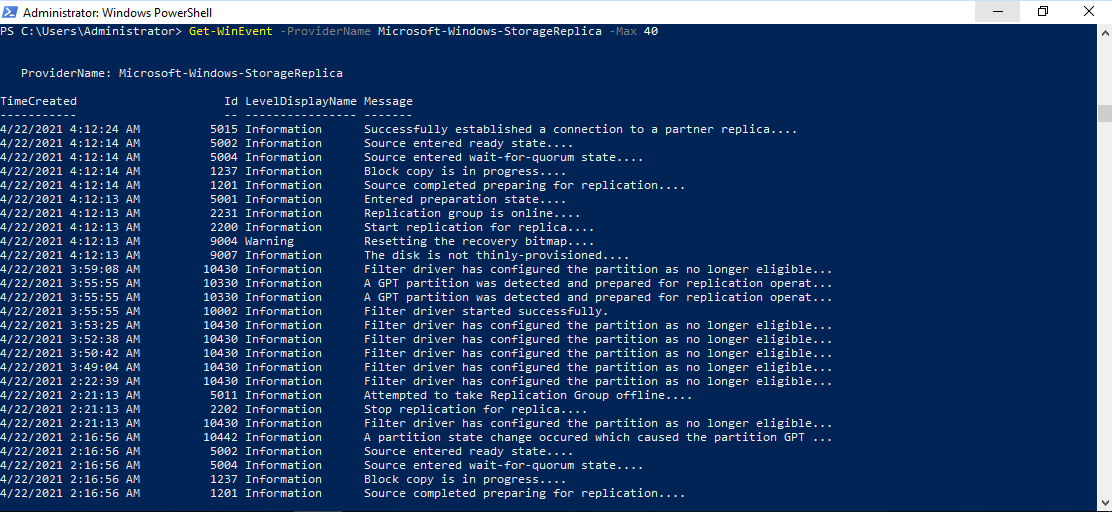 Administrator: Windows PowerShell
PS C:\Users\Administrator> Get-WinEvent -ProviderName Microsoft-Windows-StorageReplica -Max 40
ProviderName: Microsoft-Windows-StorageReplica
TimeCreated Id LevelDisplayName Message
----------- -- ---------------- -------
4/22/2021 4:12:24 AM 5015 Information Successfully established a connection to a partner replica....
4/22/2021 4:12:14 AM 5002 Information Source entered ready state....
4/22/2021 4:12:14 AM 5004 Information Source entered wait-for-quorum state....
4/22/2021 4:12:14 AM 1237 Information Block copy is in progress....
4/22/2021 4:12:14 AM 1201 Information Source completed preparing for replication....
4/22/2021 4:12:13 AM 5001 Information Entered preparation state....
4/22/2021 4:12:13 AM 2231 Information Replication group is online....
4/22/2021 4:12:13 AM 2200 Information Start replication for replica....
4/22/2021 4:12:13 AM 9004 Warning Resetting the recovery bitmap....
4/22/2021 4:12:13 AM 9007 Information The disk is not thinly-provisioned....
4/22/2021 3:59:08 AM 10430 Information Filter driver has configured the partition as no longer eligible...
4/22/2021 3:55:55 AM 10330 Information A GPT partition was detected and prepared for replication operat...
4/22/2021 3:55:55 AM 10330 Information A GPT partition was detected and prepared for replication operat...
4/22/2021 3:55:55 AM 10002 Information Filter driver started successfully.
4/22/2021 3:53:25 AM 10430 Information Filter driver has configured the partition as no longer eligible...
4/22/2021 3:52:38 AM 10430 Information Filter driver has configured the partition as no longer eligible...
4/22/2021 3:50:42 AM 10430 Information Filter driver has configured the partition as no longer eligible...
4/22/2021 3:49:04 AM 10430 Information Filter driver has configured the partition as no longer eligible...
4/22/2021 2:22:39 AM 10430 Information Filter driver has configured the partition as no longer eligible...
4/22/2021 2:21:13 AM 5011 Information Attempted to take Replication Group offline....
4/22/2021 2:21:13 AM 2202 Information Stop replication for replica....
4/22/2021 2:21:13 AM 10430 Information Filter driver has configured the partition as no longer eligible...
4/22/2021 2:16:56 AM 10442 Information A partition state change occured which caused the partition GPT ...
4/22/2021 2:16:56 AM 5002 Information Source entered ready state....
4/22/2021 2:16:56 AM 5004 Information Source entered wait-for-quorum state....
4/22/2021 2:16:56 AM 1237 Information Block copy is in progress....
4/22/2021 2:16:56 AM 1201 Information Source completed preparing for replication....